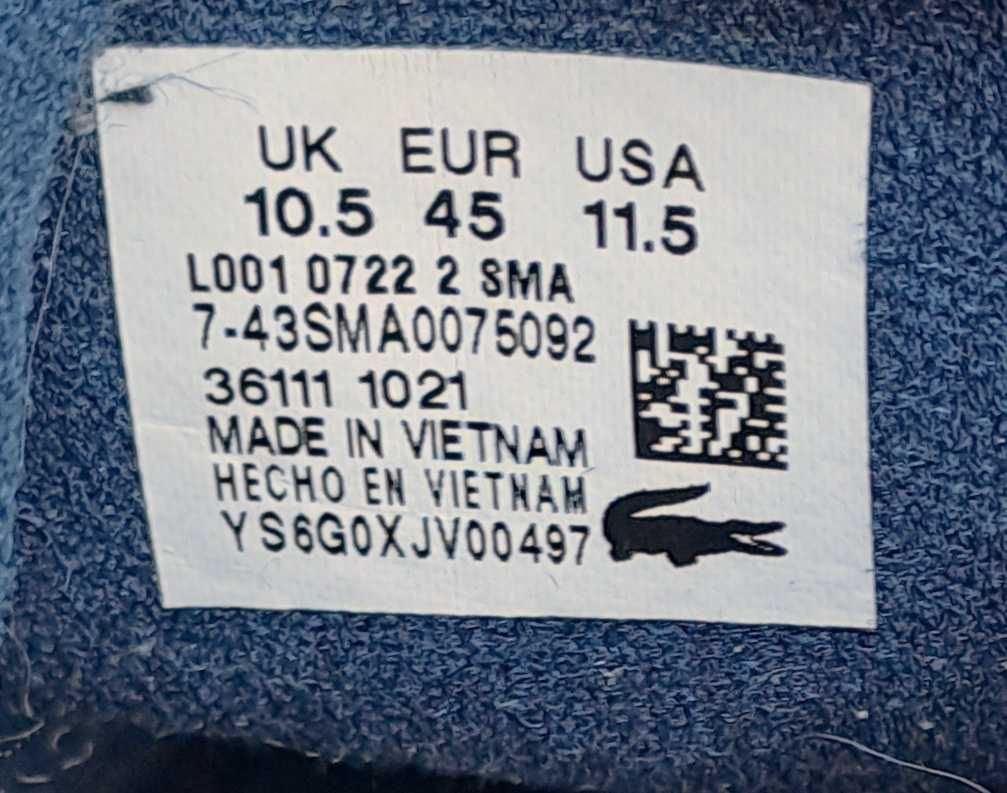 UK EUR USA
10.5 45 11.5
L001 0722 2 SMA
7-43SMA0075092
36111 1021
MADE IN VIETNAM
HECHO EN VIETNAM
YS6G0XJV00497